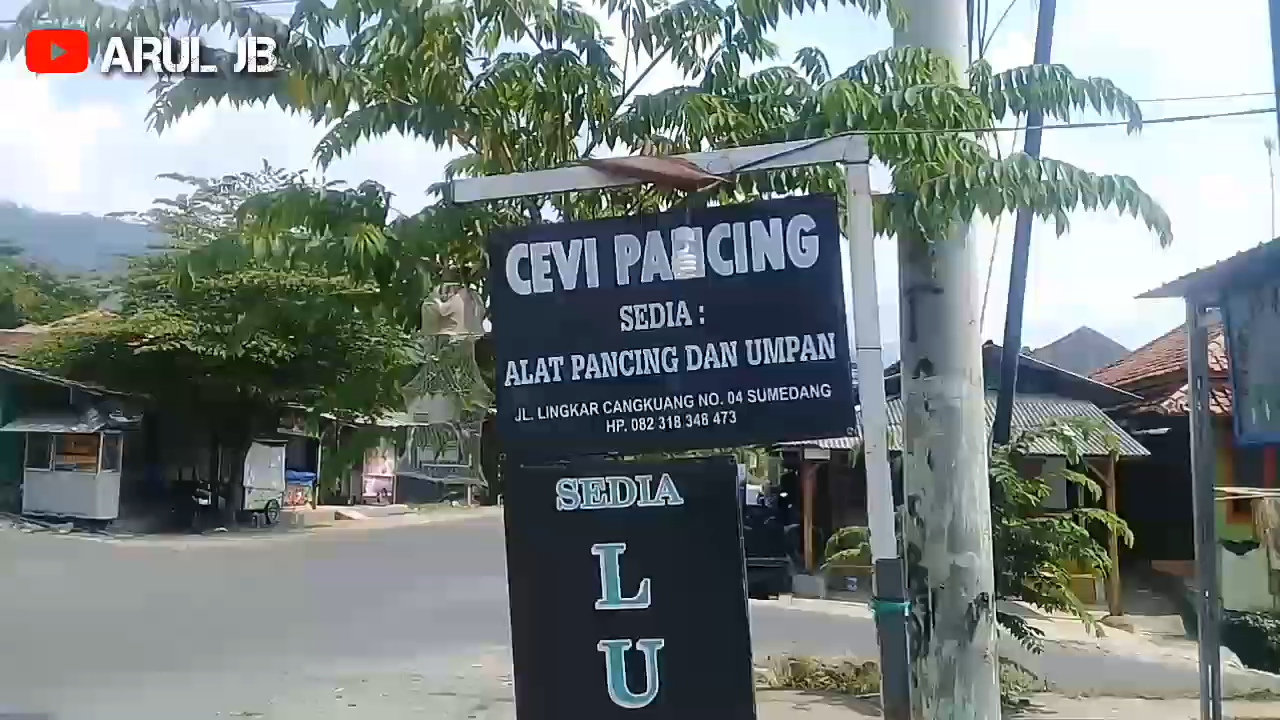 ARUL JB
CEVI PANCING
SEDIA :
ALAT PANCING DAN UMPAN
JL. LINGKAR CANGKUANG NO. 04 SUMEDANG
HP. 082 318 348 473
SEDIA
L
U